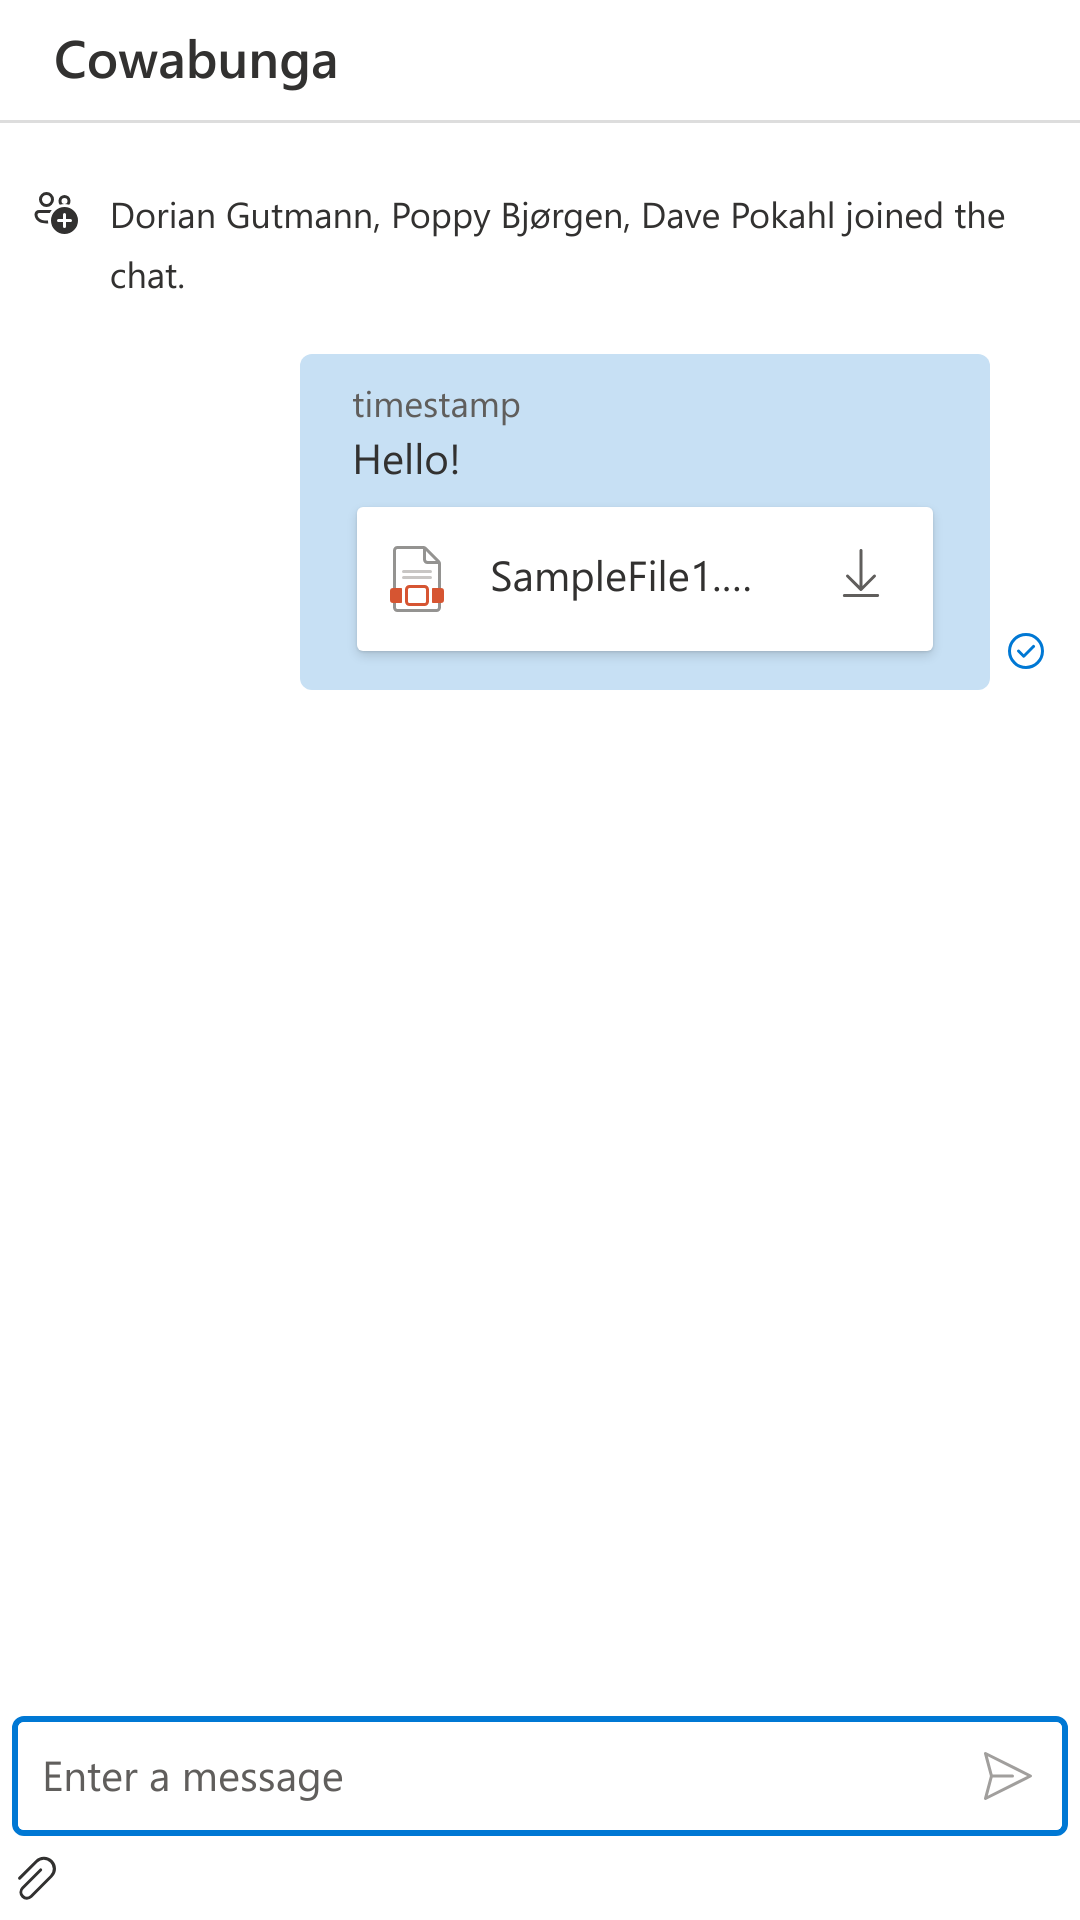 Cowabunga
Dorian Gutmann, Poppy Bjørgen, Dave Pokahl joined the
chat.
timestamp
Hello!
SampleFile1....
Enter a message